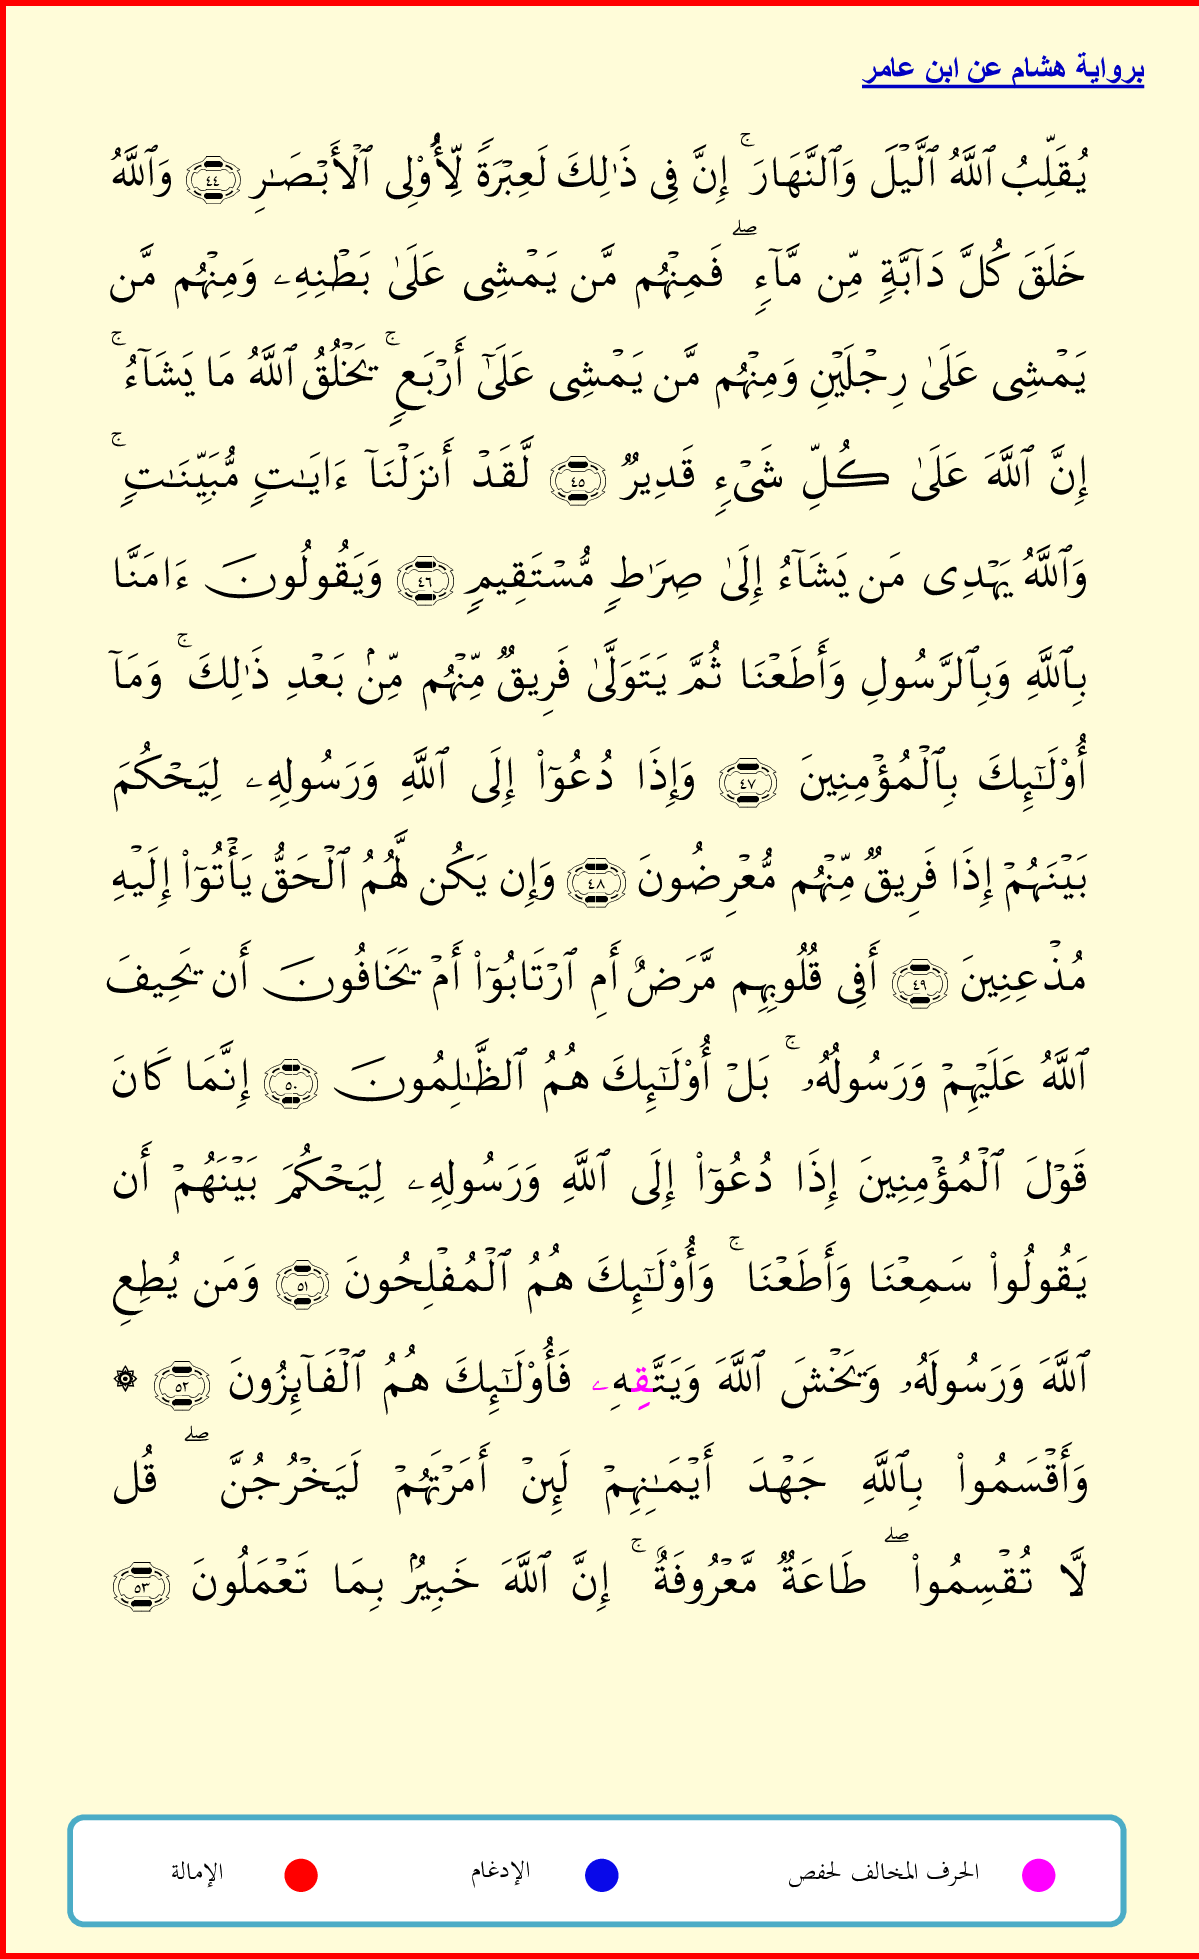 برواية هشام عن ابن عامر
يُقَلِّبُ ٱللَّهُ ٱلَّيۡلَ وَٱلنَّهَارَۚ إِنَّ فِي ذَٰلِكَ لَعِبۡرَةٗ لِّأُوْلِي ٱلۡأَبۡصَٰرِ ٤٤ وَٱللَّهُ
خَلَقَ كُلَّ دَآبَّةٖ مِّن مَّآءٖۖ فَمِنۡهُم مَّن يَمۡشِي عَلَىٰ بَطۡنِهِۦ وَمِنۡهُم مَّن
يَمۡشِي عَلَىٰ رِجۡلَيۡنِ وَمِنۡهُم مَّن يَمۡشِي عَلَىٰٓ أَرۡبَعٖۚ يَخۡلُقُ ٱللَّهُ مَا يَشَآءُۚ
إِنَّ ٱللَّهَ عَلَىٰ كُلِّ شَيۡءٖ قَدِيرٞ ٤٥ لَّقَدۡ أَنزَلۡنَآ ءَايَٰتٖ مُّبَيِّنَٰتٖۚ
وَٱللَّهُ يَهۡدِي مَن يَشَآءُ إِلَىٰ صِرَٰطٖ مُّسۡتَقِيمٖ ٤٦ وَيَقُولُونَ ءَامَنَّا
بِٱللَّهِ وَبِٱلرَّسُولِ وَأَطَعۡنَا ثُمَّ يَتَوَلَّىٰ فَرِيقٞ مِّنۡهُم مِّنۢ بَعۡدِ ذَٰلِكَۚ وَمَآ
أُوْلَٰٓئِكَ بِٱلۡمُؤۡمِنِينَ ٤٧ وَإِذَا دُعُوٓاْ إِلَى ٱللَّهِ وَرَسُولِهِۦ لِيَحۡكُمَ
بَيۡنَهُمۡ إِذَا فَرِيقٞ مِّنۡهُم مُّعۡرِضُونَ ٤٨ وَإِن يَكُن لَّهُمُ ٱلۡحَقُّ يَأۡتُوٓاْ إِلَيۡهِ
مُذۡعِنِينَ ٤٩ أَفِي قُلُوبِهِم مَّرَضٌ أَمِ ٱرۡتَابُوٓاْ أَمۡ يَخَافُونَ أَن يَحِيفَ
ٱللَّهُ عَلَيۡهِمۡ وَرَسُولُهُۥۚ بَلۡ أُوْلَٰٓئِكَ هُمُ ٱلظَّٰلِمُونَ ٥٠ إِنَّمَا كَانَ
قَوۡلَ ٱلۡمُؤۡمِنِينَ إِذَا دُعُوٓاْ إِلَى ٱللَّهِ وَرَسُولِهِۦ لِيَحۡكُمَ بَيۡنَهُمۡ أَن
يَقُولُواْ سَمِعۡنَا وَأَطَعۡنَاۚ وَأُوْلَٰٓئِكَ هُمُ ٱلۡمُفۡلِحُونَ ٥١ وَمَن يُطِعِ
ٱللَّهَ وَرَسُولَهُۥ وَيَخۡشَ ٱللَّهَ وَيَتَّقِهِۦ فَأُوْلَٰٓئِكَ هُمُ ٱلۡفَآئِزُونَ ٥٢ ۞
وَأَقۡسَمُواْ بِٱللَّهِ جَهۡدَ أَيۡمَٰنِهِمۡ لَئِنۡ أَمَرۡتَهُمۡ لَيَخۡرُجُنَّۖ قُل
لَّا تُقۡسِمُواْۖ طَاعَةٞ مَّعۡرُوفَةٌۚ إِنَّ ٱللَّهَ خَبِيرُۢ بِمَا تَعۡمَلُونَ ٥٣
الحرف المخالف لحفص الإدغام الإمالة